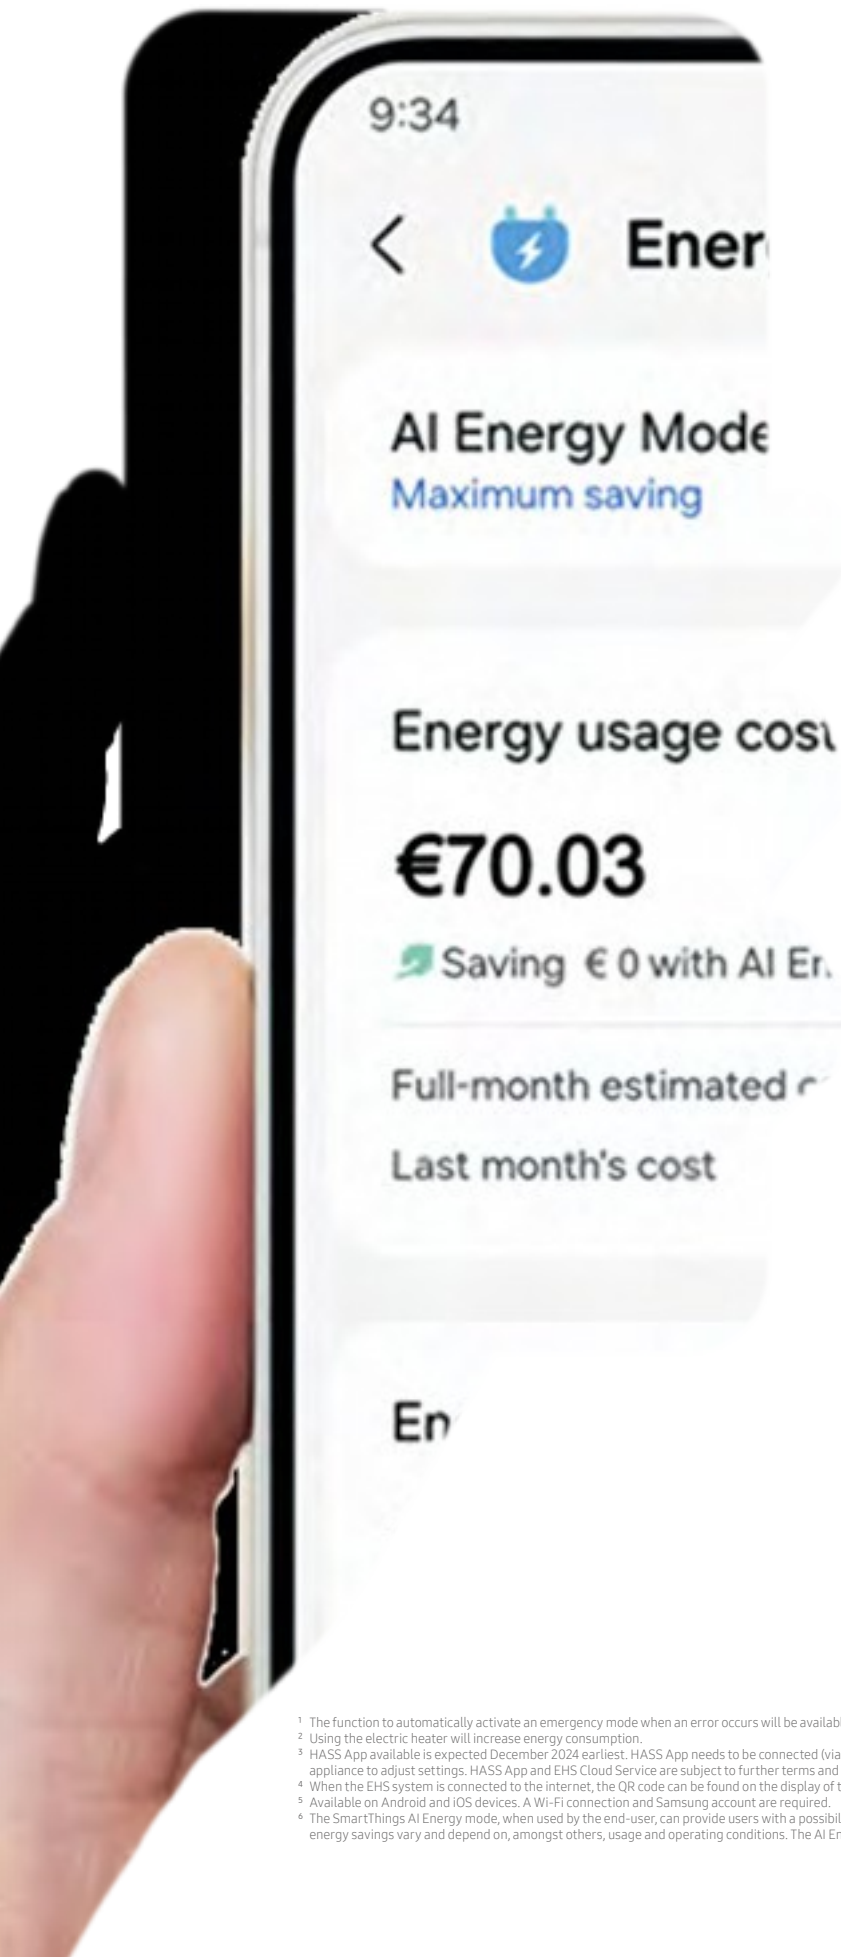 9:34
Ener
AI Energy Mode
Maximum saving
Energy usage cos
€70.03
Saving € 0 with AI En
Full-month estimated
Last month's cost
En
1 The function to automatically activate an emergency mode when an error occurs will be availabl
2 Using the electric heater will increase energy consumption.
3 HASS App available is expected December 2024 earliest. HASS App needs to be connected (via
appliance to adjust settings. HASS App and EHS Cloud Service are subject to further terms and
4 When the EHS system is connected to the internet, the QR code can be found on the display of t
5 Available on Android and iOS devices. A Wi-Fi connection and Samsung account are required.
6 The SmartThings AI Energy mode, when used by the end-user, can provide users with a possibil
energy savings vary and depend on, amongst others, usage and operating conditions. The AI En